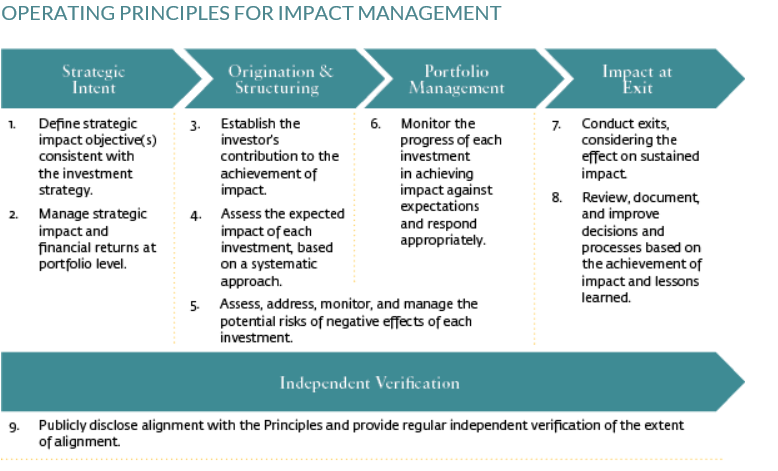 OPERATING PRINCIPLES FOR IMPACT MANAGEMENT
Strategic
Intent
1. Define strategic
impact objective(s)
consistent with
the investment
strategy.
2. Manage strategic
impact and
financial returns at
portfolio level.
Origination &
Structuring
3. Establish the
investor's
contribution to the
achievement of
impact.
4. Assess the expected
impact of each
investment, based
on a systematic
approach.
5. Assess, address, monitor, and manage the
potential risks of negative effects of each
investment.
Portfolio
Management
6. Monitor the
progress of each
investment
in achieving
impact against
expectations
and respond
appropriately.
Impact at
Exit
7. Conduct exits,
considering the
effect on sustained
impact.
8. Review, document,
and improve
decisions and
processes based on
the achievement of
impact and lessons
learned.
Independent Verification
9. Publicly disclose alignment with the Principles and provide regular independent verification of the extent
of alignment.